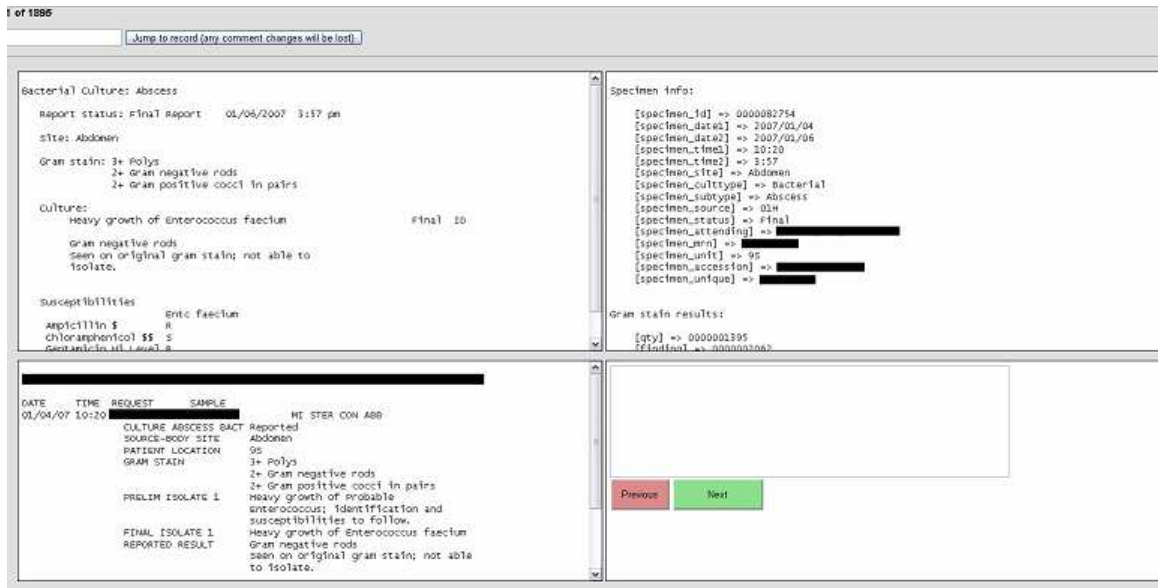 1 of 1895
Jump to record (any comment changes will be lost)
Bacterial Culture: Abscess
Report Status: Final Report 01/06/2007 3:57 pm
Site: Abdomen
Gram stain: 3+ Polys
2+ Gram negative rods
2+ Gram positive cocci in pairs
Culture:
Heavy growth of Enterococcus faecium Final ID
Gram negative rods
Seen on original gram stain; not able to
isolate.
Susceptibilities
Entc faecium
Ampicillin $ R
Chloramphenicol $$ S
Gentamicin Hi Level R
Specimen info:
[specimen_id] => 0000082754
[specimen_date1] => 2007/01/04
[specimen_date2] => 2007/01/06
[specimen_time1] => 10:20
[specimen_time2] => 3:57
[specimen_site] => Abdomen
[specimen_culttype] => Bacterial
[specimen_subtype] => Abscess
[specimen_source] => 01H
[specimen_status] => Final
[specimen_attending] =>
[specimen_mrn] =>
[specimen_unit] => 95
[specimen_accession] =>
[specimen_unique] =>
Gram stain results:
[qty] => 0000001395
[finding] => 0000002062
DATE TIME REQUEST SAMPLE
01/04/07 10:20 MI STER CON ABB
CULTURE ABSCESS BACT Reported
SOURCE-BODY SITE Abdomen
PATIENT LOCATION 95
GRAM STAIN 3+ Polys
2+ Gram negative rods
2+ Gram positive cocci in pairs
PRELIM ISOLATE 1 Heavy growth of Probable
Enterococcus; identification and
susceptibilities to follow.
FINAL ISOLATE 1 Heavy growth of Enterococcus faecium
REPORTED RESULT Gram negative rods
Seen on original gram stain; not able
to isolate.
Previous Next